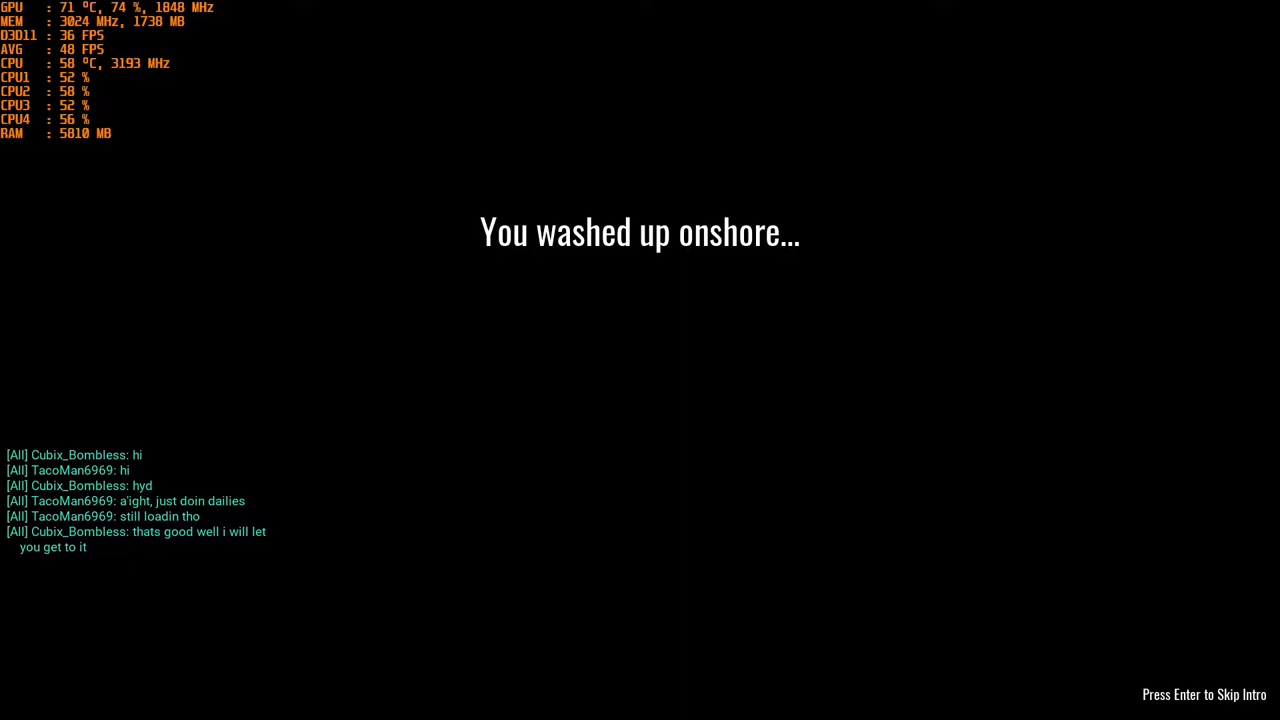 GPU : 71 ºC, 74 %, 1848 MHz
MEM : 3024 MHz, 1738 MB
D3D11 : 36 FPS
AVG : 48 FPS
CPU : 58 ºC, 3193 MHz
CPU1 : 52 %
CPU2 : 58 %
CPU3 : 52 %
CPU4 : 56 %
RAM : 5810 MB
You washed up onshore...
[All] Cubix_Bombless: hi
[All] TacoMan6969: hi
[All] Cubix_Bombless: hyd
[All] TacoMan6969: a'ight, just doin dailies
[All] TacoMan6969: still loadin tho
[All] Cubix_Bombless: thats good well i will let
you get to it
Press Enter to Skip Intro